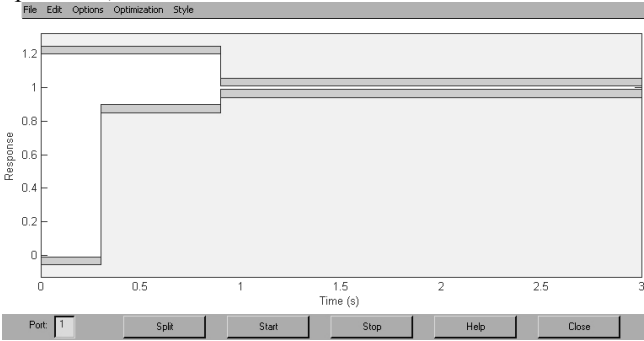 File Edit Options Optimization Style
1.2
1
0.8
0.6
0.4
0.2
0
Response
0 0.5 1 1.5 2 2.5 3
Time (s)
Port: 1 Split Start Stop Help Close